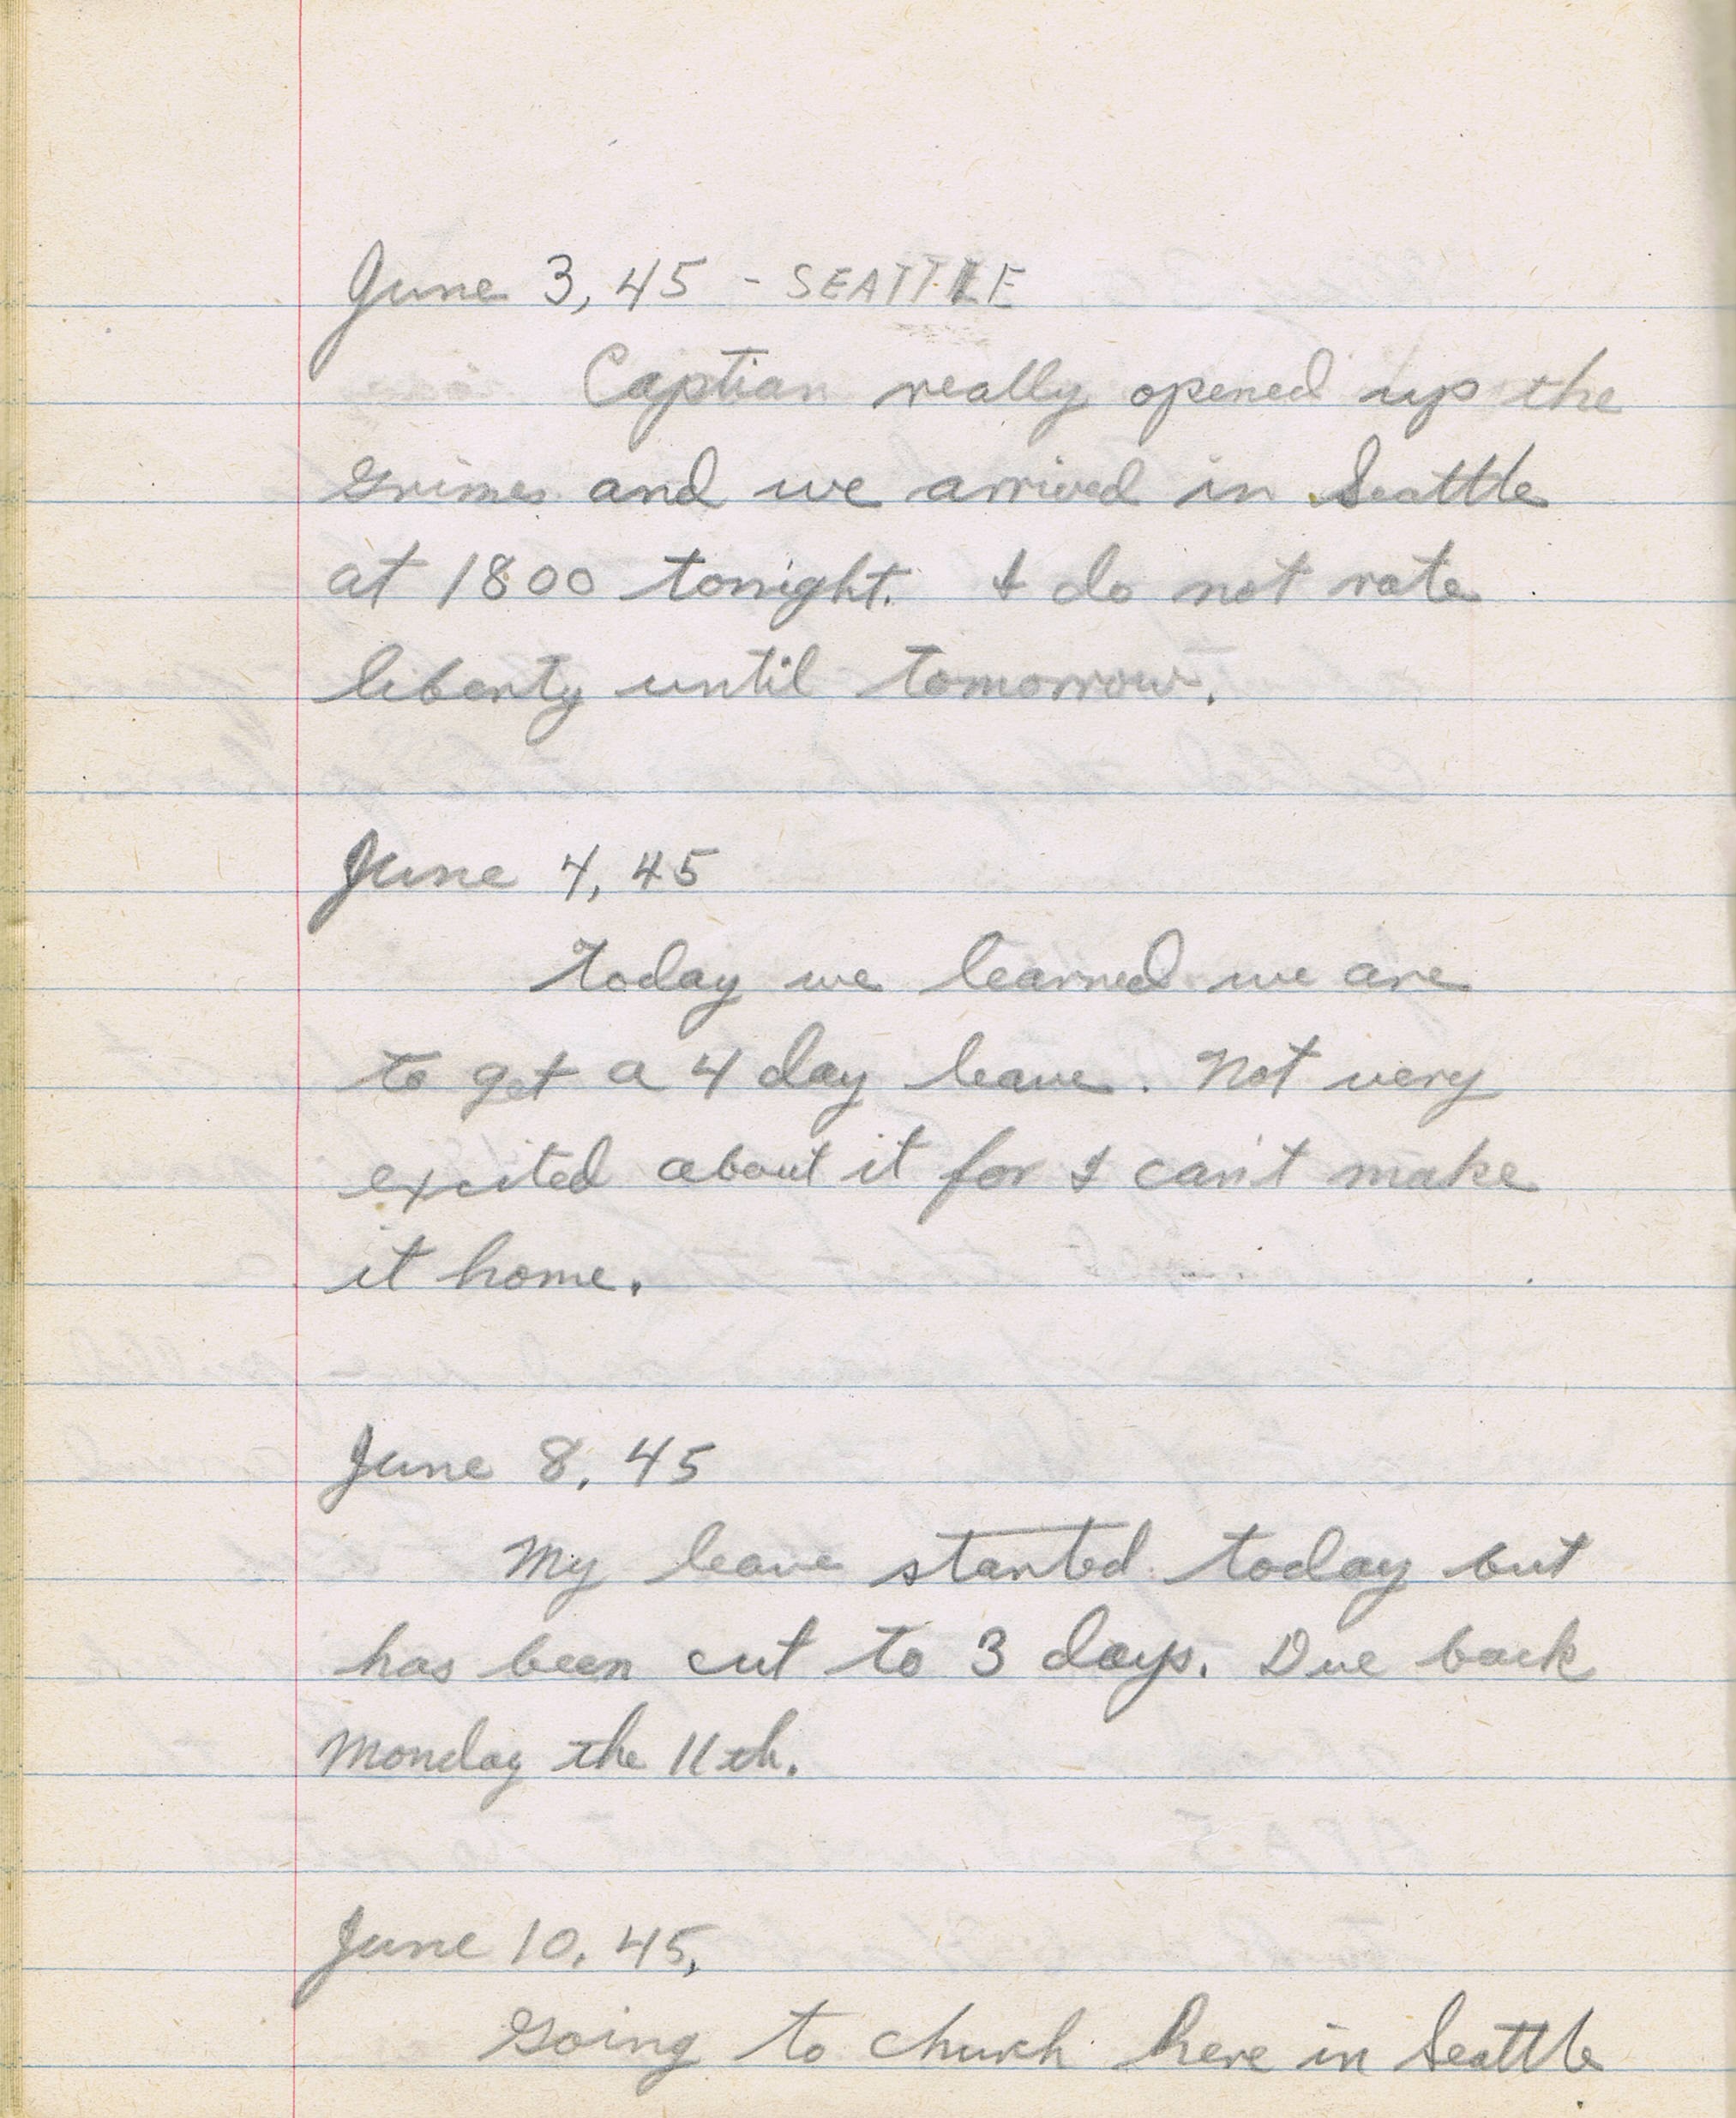 June 3, 45 - SEATTLE
Captian really opened up the
Grimes and we arrived in Seattle
at 1800 tonight. I do not rate
liberty until tomorrow.
June 4, 45
Today we learned we are
to get a 4 day leave. Not very
excited about it for I can't make
it home.
June 8, 45
My leave started today but
has been cut to 3 days. Due back
Monday the 11th.
June 10, 45,
Going to church here in Seattle